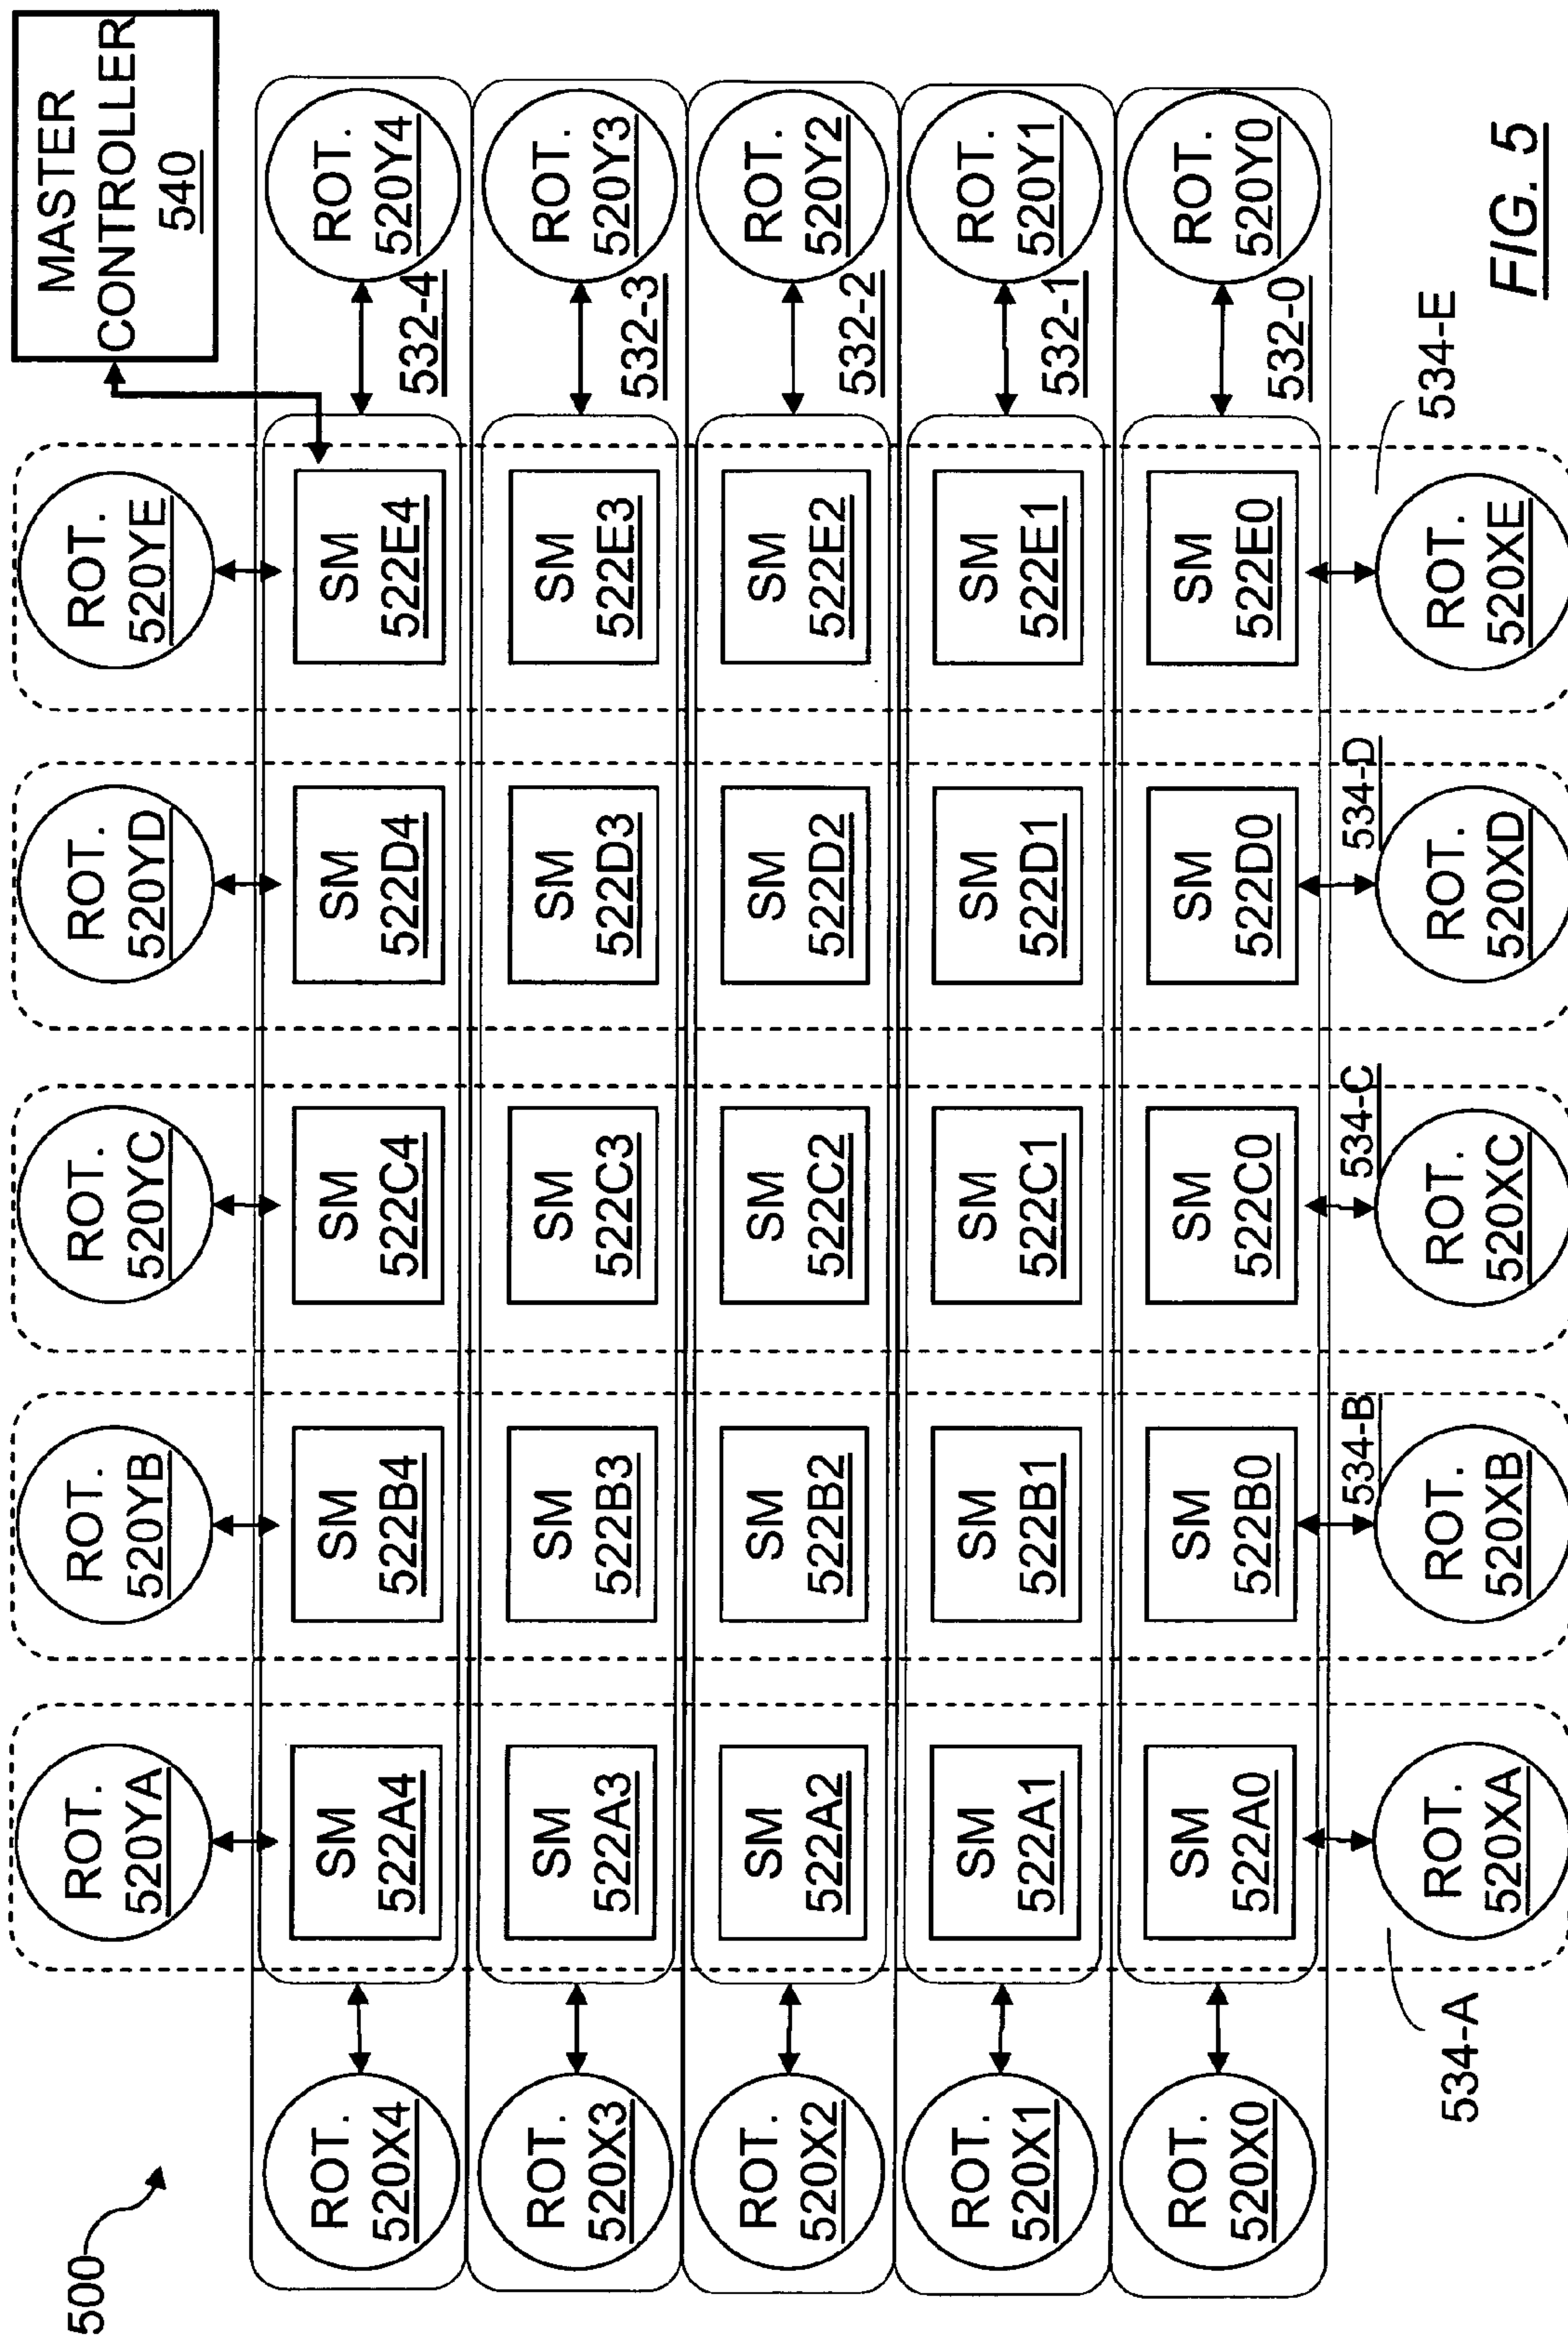 500
ROT.
520YA
ROT.
520YB
ROT.
520YC
ROT.
520YD
ROT.
520YE
MASTER
CONTROLLER
540
ROT.
520X4
SM
522A4
SM
522B4
SM
522C4
SM
522D4
SM
522E4
532-4
ROT.
520Y4
ROT.
520X3
SM
522A3
SM
522B3
SM
522C3
SM
522D3
SM
522E3
532-3
ROT.
520Y3
ROT.
520X2
SM
522A2
SM
522B2
SM
522C2
SM
522D2
SM
522E2
532-2
ROT.
520Y2
ROT.
520X1
SM
522A1
SM
522B1
SM
522C1
SM
522D1
SM
522E1
532-1
ROT.
520Y1
ROT.
520X0
SM
522A0
SM
522B0
SM
522C0
SM
522D0
SM
522E0
532-0
ROT.
520Y0
534-A
534-B
534-C
534-D
534-E
ROT.
520XA
ROT.
520XB
ROT.
520XC
ROT.
520XD
ROT.
520XE
FIG. 5